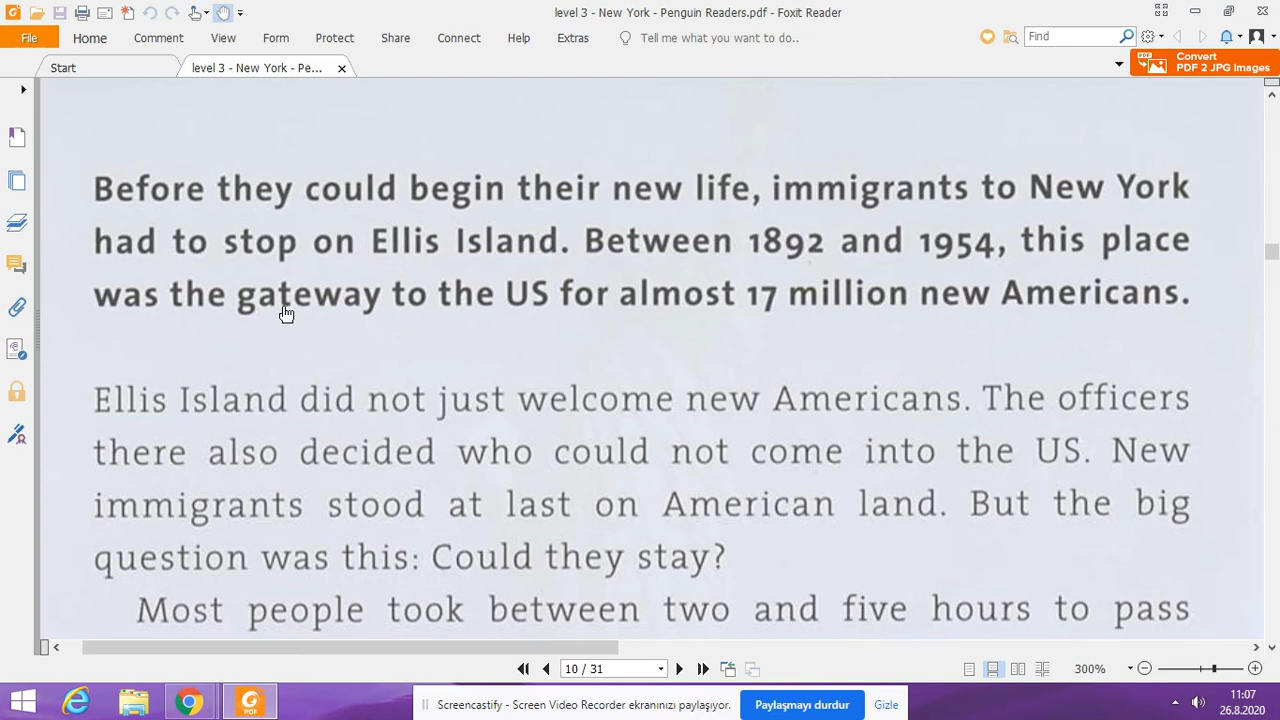 level 3 - New York - Penguin Readers.pdf - Foxit Reader
File Home Comment View Form Protect Share Connect Help Extras Tell me what you want to do.. Find
Start level 3 - New York - Pe...
Convert
PDF 2 JPG Images
Before they could begin their new life, immigrants to New York
had to stop on Ellis Island. Between 1892 and 1954, this place
was the gateway to the US for almost 17 million new Americans.
Ellis Island did not just welcome new Americans. The officers
there also decided who could not come into the US. New
immigrants stood at last on American land. But the big
question was this: Could they stay?
Most people took between two and five hours to pass
10 / 31 300%
Screencastify - Screen Video Recorder ekranınızı paylaşıyor. Paylaşmayı durdur Gizle
11:07
26.8.2020